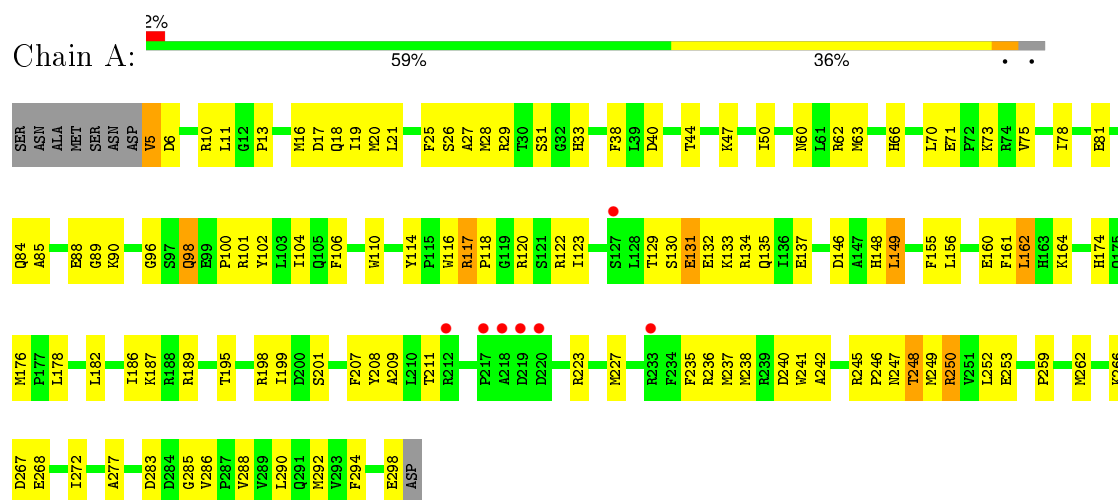 2%
Chain A:
59% 36% • •
SER ASN ALA MET SER ASN ASP V5 D6 R10 L11 G12 P13 M16 D17 Q18 I19 M20 L21 F25 S26 A27 M28 R29 T30 S31 G32 H33 F38 L39 D40 T44 K47 I50 N60 L61 R62 M63 H66 L70 E71 P72 K73 R74 V75 I78 E81
Q84 A85 E88 G89 K90 G96 S97 Q98 E99 P100 R101 Y102 L103 I104 Q105 F106 W110 Y114 P115 W116 R117 P118 G119 R120 S121 R122 I123 S127 L128 T129 S130 E131 E132 K133 R134 Q135 I136 E137 D146 A147 H148 L149 F155 L156 E160 F161 L162 H163 K164 H174 Q175
M176 P177 L178 L182 I186 K187 R188 R189 T195 R198 I199 D200 S201 F207 Y208 A209 L210 T211 R212 P217 A218 D219 D220 R223 M227 R233 F234 F235 R236 M237 M238 R239 D240 W241 A242 R245 P246 N247 T248 M249 R250 V251 L252 E253 P259 M262 K266
D267 E268 I272 A277 D283 D284 G285 V286 P287 V288 V289 L290 Q291 M292 V293 F294 E298 ASP